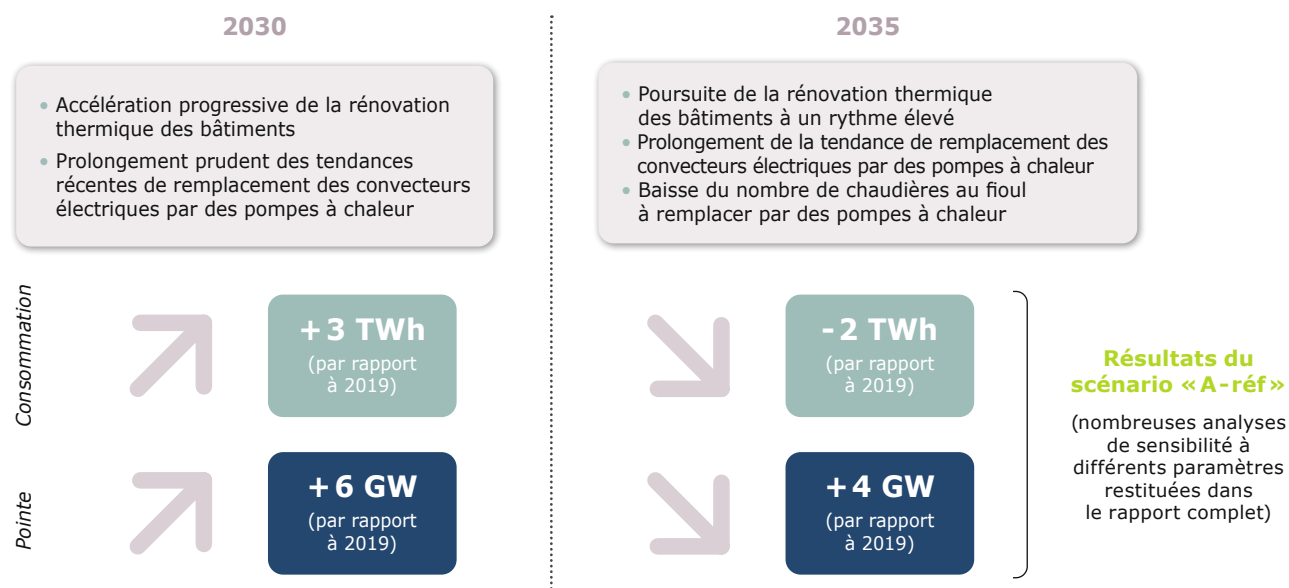 2030
• Accélération progressive de la rénovation
thermique des bâtiments
• Prolongement prudent des tendances
récentes de remplacement des convecteurs
électriques par des pompes à chaleur
2035
• Poursuite de la rénovation thermique
des bâtiments à un rythme élevé
• Prolongement de la tendance de remplacement des
convecteurs électriques par des pompes à chaleur
• Baisse du nombre de chaudières au fioul
à remplacer par des pompes à chaleur
Consommation
+3 TWh
(par rapport
à 2019)
-2 TWh
(par rapport
à 2019)
Pointe
+6 GW
(par rapport
à 2019)
+4 GW
(par rapport
à 2019)
Résultats du
scénario «A-réf»
(nombreuses analyses
de sensibilité à
différents paramètres
restituées dans
le rapport complet)